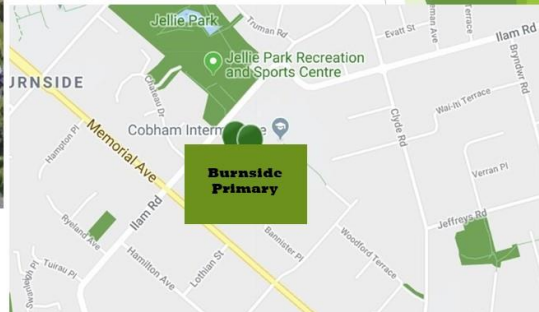 Jellie Park
Truman Rd
Evatt St
Ilam Rd
Bryndwr Rd
Jellie Park Recreation
and Sports Centre
Chateau Dr
Wai-Iti Terrace
Clyde Rd
Cobham Interm
e
Hampton Pl
Memorial Ave
Burnside
Primary
Verran Pl
Jeffreys Rd
Ilam Rd
Ryeland Ave
Hamilton Ave
Lothian St
Bannister Pl
Woodford Terrace
Tuirau Pl
URNSIDE